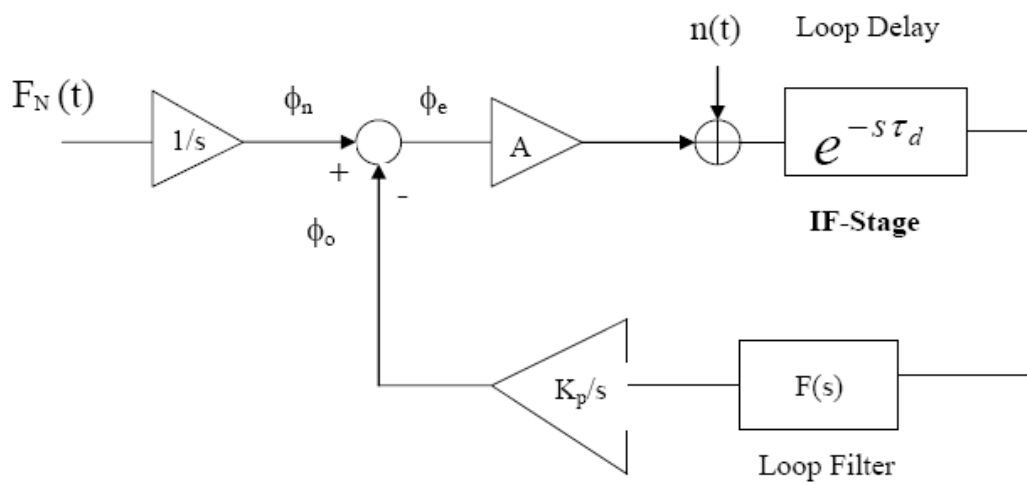 n(t)
Loop Delay
F_N (t)
ϕ_n
ϕ_e
1/s
A
e^{-s τ_d}
+
-
IF-Stage
ϕ_o
K_p/s
F(s)
Loop Filter